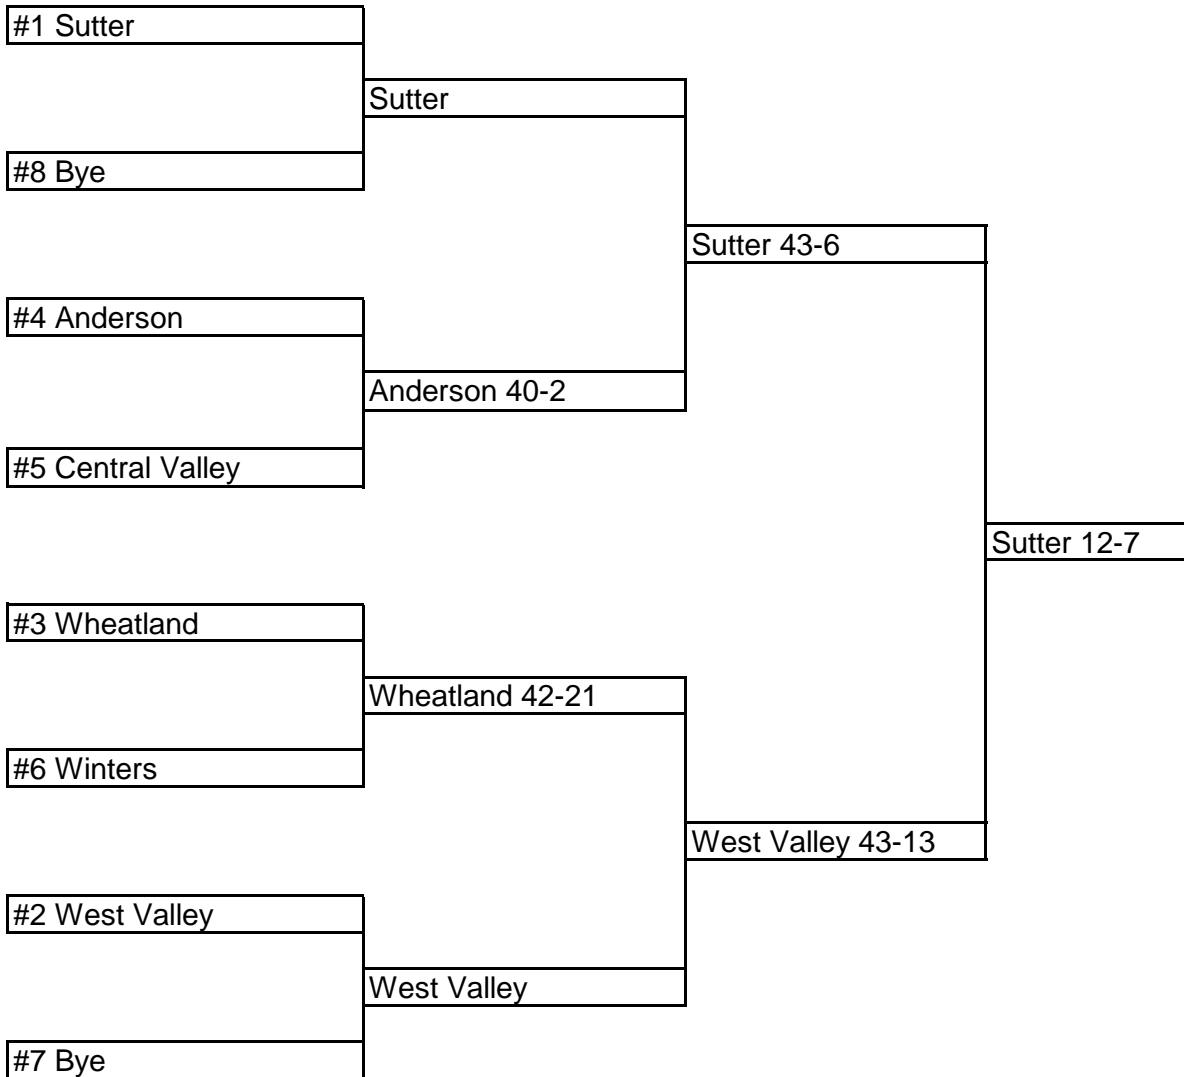 #1 Sutter
Sutter
#8 Bye
Sutter 43-6
#4 Anderson
Anderson 40-2
#5 Central Valley
Sutter 12-7
#3 Wheatland
Wheatland 42-21
#6 Winters
West Valley 43-13
#2 West Valley
West Valley
#7 Bye